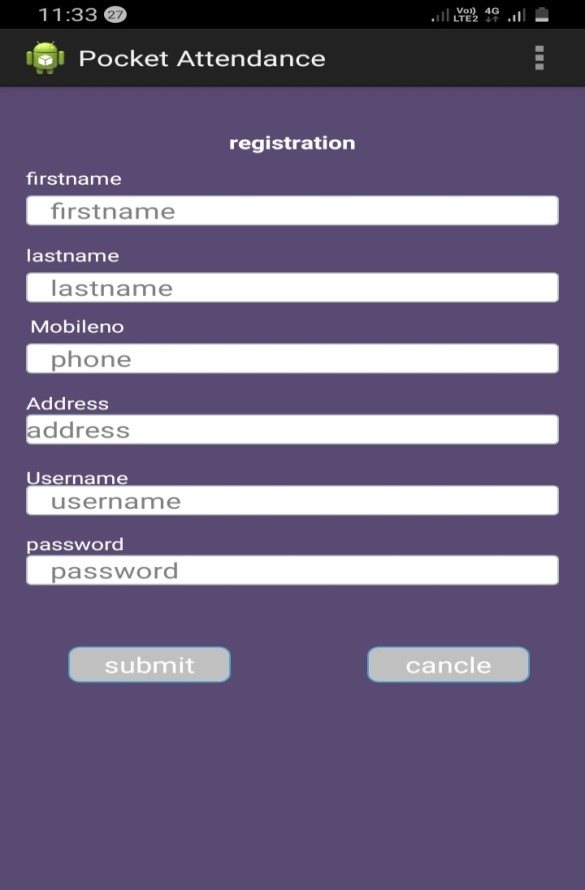 11:33 27 Vo)) LTE2 4G
Pocket Attendance
registration
firstname
firstname
lastname
lastname
Mobileno
phone
Address
address
Username
username
password
password
submit cancle